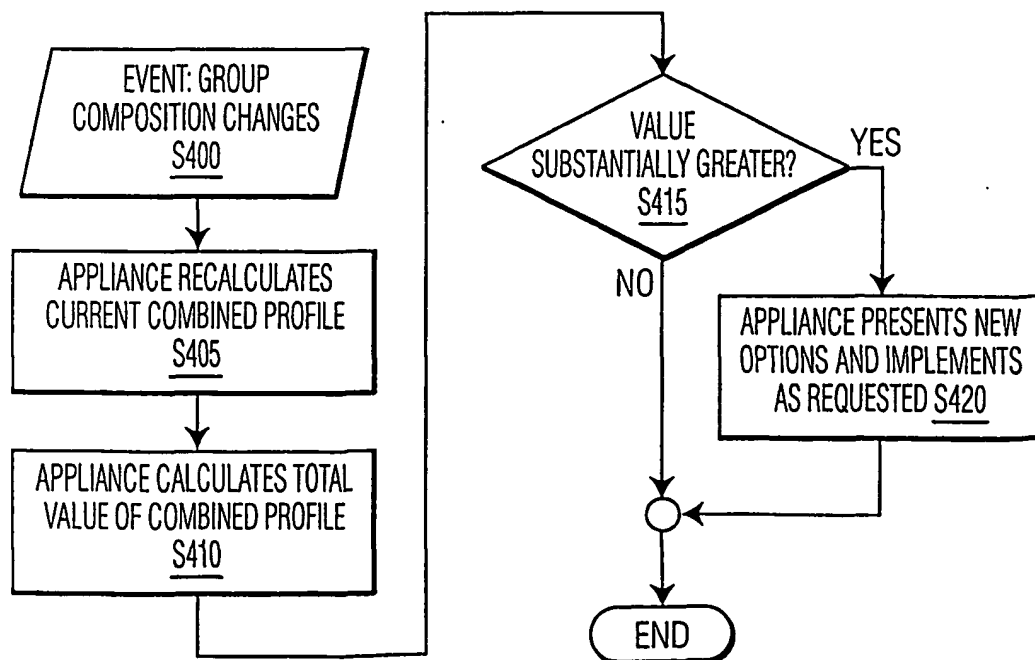 EVENT: GROUP
COMPOSITION CHANGES
S400
APPLIANCE RECALCULATES
CURRENT COMBINED PROFILE
S405
APPLIANCE CALCULATES TOTAL
VALUE OF COMBINED PROFILE
S410
VALUE
SUBSTANTIALLY GREATER?
S415
YES
NO
APPLIANCE PRESENTS NEW
OPTIONS AND IMPLEMENTS
AS REQUESTED S420
END